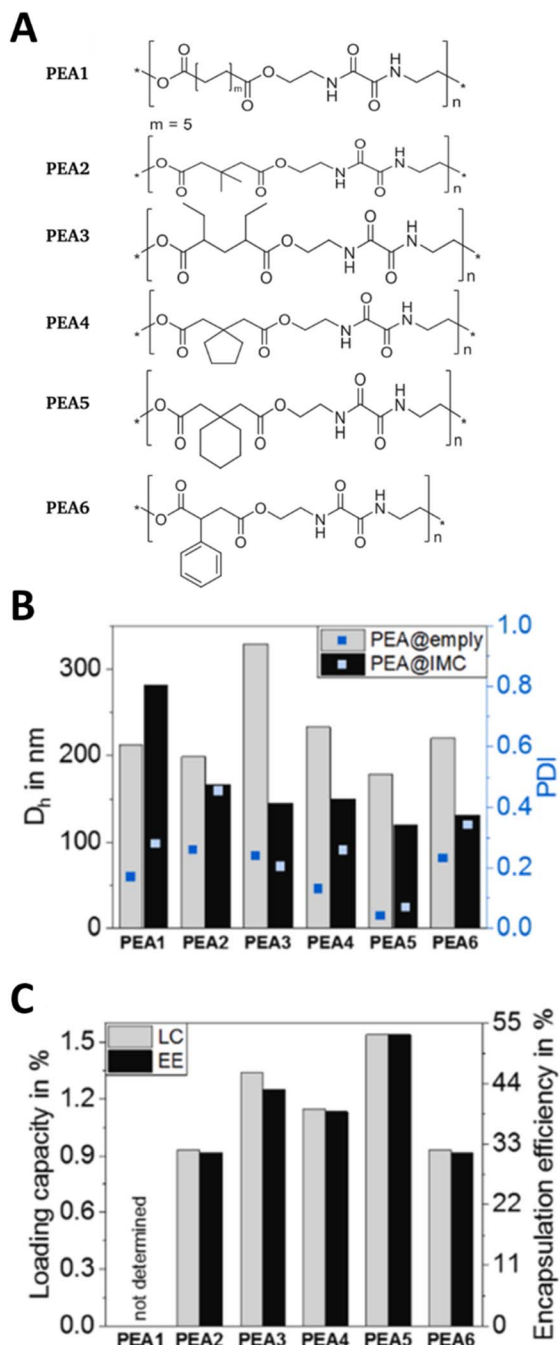 A
PEA1
* O O O m O O N H O O H N * n
m = 5
PEA2
* O O O O N H O O H N * n
PEA3
* O O O O N H O O H N * n
PEA4
* O O O O N H O O H N * n
PEA5
* O O O O N H O O H N * n
PEA6
* O O O O N H O O H N * n
B
PEA@emply
PEA@IMC
300
200
100
0
D_h in nm
1.0
0.8
0.6
0.4
0.2
0.0
PDI
PEA1 PEA2 PEA3 PEA4 PEA5 PEA6
C
LC
EE
1.5
1.2
0.9
0.6
0.3
0.0
Loading capacity in %
not determined
55
44
33
22
11
0
Encapsulation efficiency in %
PEA1 PEA2 PEA3 PEA4 PEA5 PEA6